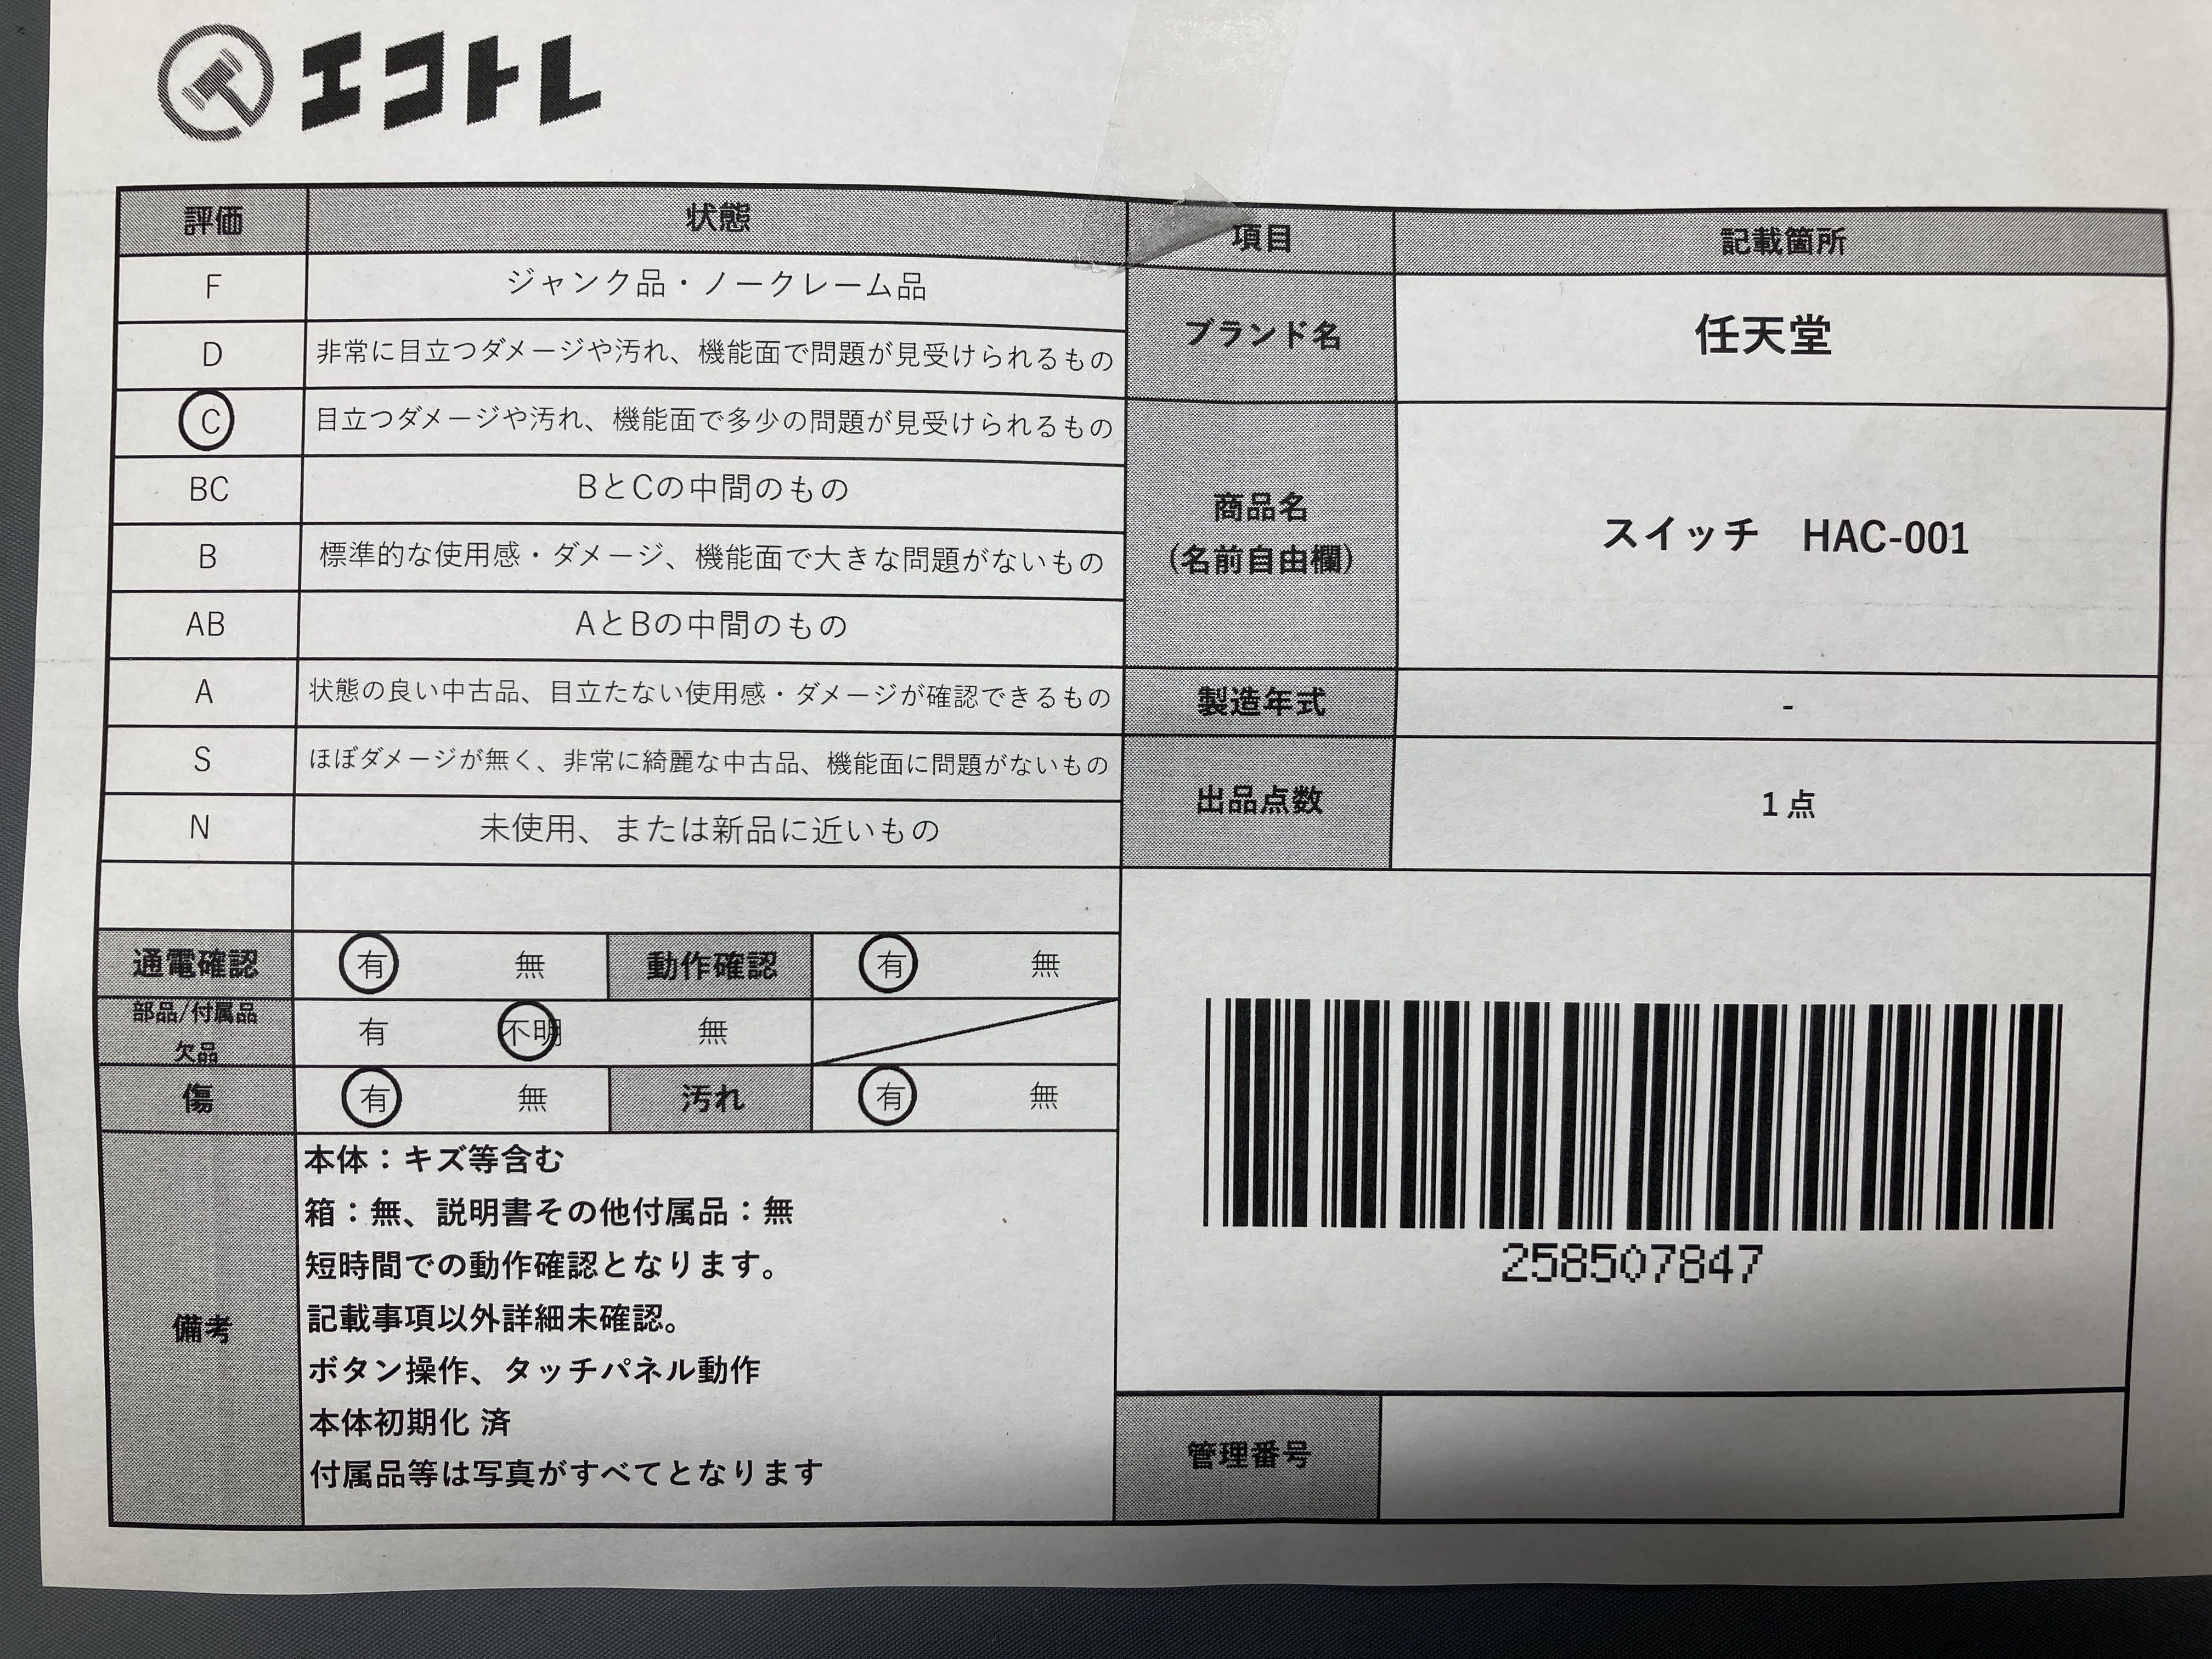 エコトレ
評価 状態
F ジャンク品・ノークレーム品
D 非常に目立つダメージや汚れ、機能面で問題が見受けられるもの
C 目立つダメージや汚れ、機能面で多少の問題が見受けられるもの
BC BとCの中間のもの
B 標準的な使用感・ダメージ、機能面で大きな問題がないもの
AB AとBの中間のもの
A 状態の良い中古品、目立たない使用感・ダメージが確認できるもの
S ほぼダメージが無く、非常に綺麗な中古品、機能面に問題がないもの
N 未使用、または新品に近いもの
通電確認 有 無 動作確認 有 無
部品/付属品
欠品 有 不明 無
傷 有 無 汚れ 有 無
備考
本体：キズ等含む
箱：無、説明書その他付属品：無
短時間での動作確認となります。
記載事項以外詳細未確認。
ボタン操作、タッチパネル動作
本体初期化 済
付属品等は写真がすべてとなります
項目 記載箇所
ブランド名 任天堂
商品名
(名前自由欄)
スイッチ HAC-001
製造年式 -
出品点数 1点
258507847
管理番号